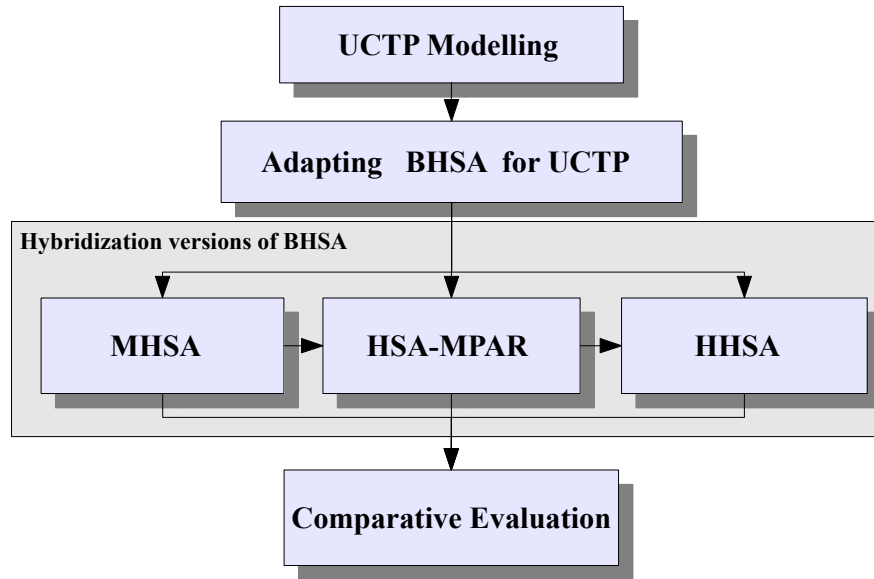 UCTP Modelling
Adapting BHSA for UCTP
Hybridization versions of BHSA
MHSA
HSA-MPAR
HHSA
Comparative Evaluation